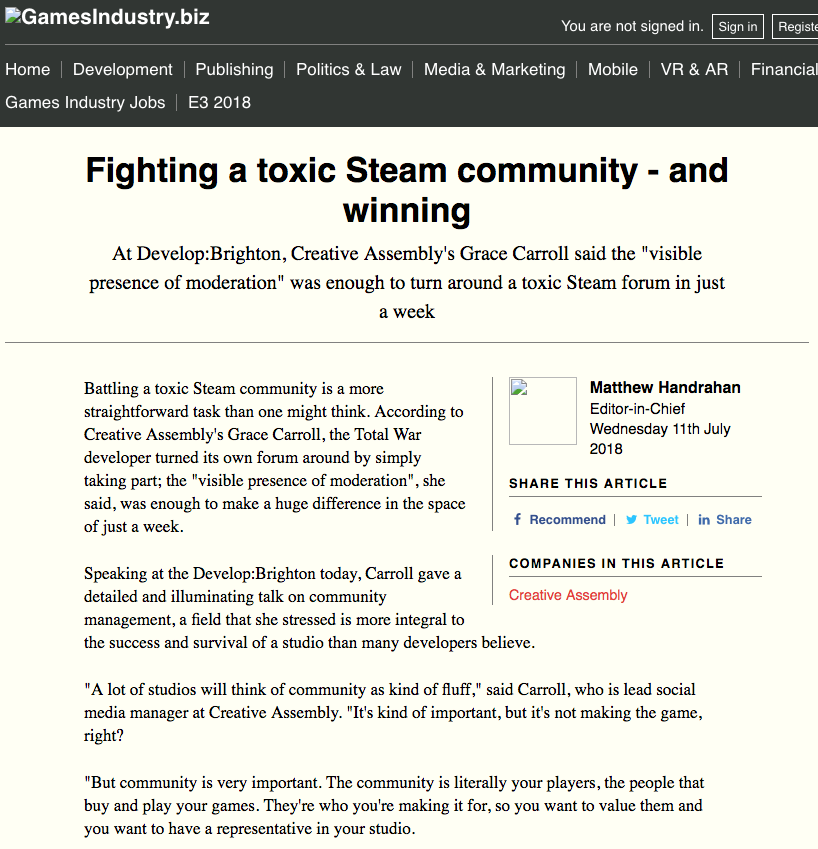 GamesIndustry.biz
You are not signed in. Sign in Registe
Home Development Publishing Politics & Law Media & Marketing Mobile VR & AR Financial
Games Industry Jobs E3 2018
Fighting a toxic Steam community - and
winning
At Develop:Brighton, Creative Assembly's Grace Carroll said the "visible
presence of moderation" was enough to turn around a toxic Steam forum in just
a week
Battling a toxic Steam community is a more
straightforward task than one might think. According to
Creative Assembly's Grace Carroll, the Total War
developer turned its own forum around by simply
taking part; the "visible presence of moderation", she
said, was enough to make a huge difference in the space
of just a week.
Matthew Handrahan
Editor-in-Chief
Wednesday 11th July
2018
SHARE THIS ARTICLE
Recommend Tweet Share
COMPANIES IN THIS ARTICLE
Creative Assembly
Speaking at the Develop:Brighton today, Carroll gave a
detailed and illuminating talk on community
management, a field that she stressed is more integral to
the success and survival of a studio than many developers believe.
"A lot of studios will think of community as kind of fluff," said Carroll, who is lead social
media manager at Creative Assembly. "It's kind of important, but it's not making the game,
right?
"But community is very important. The community is literally your players, the people that
buy and play your games. They're who you're making it for, so you want to value them and
you want to have a representative in your studio.